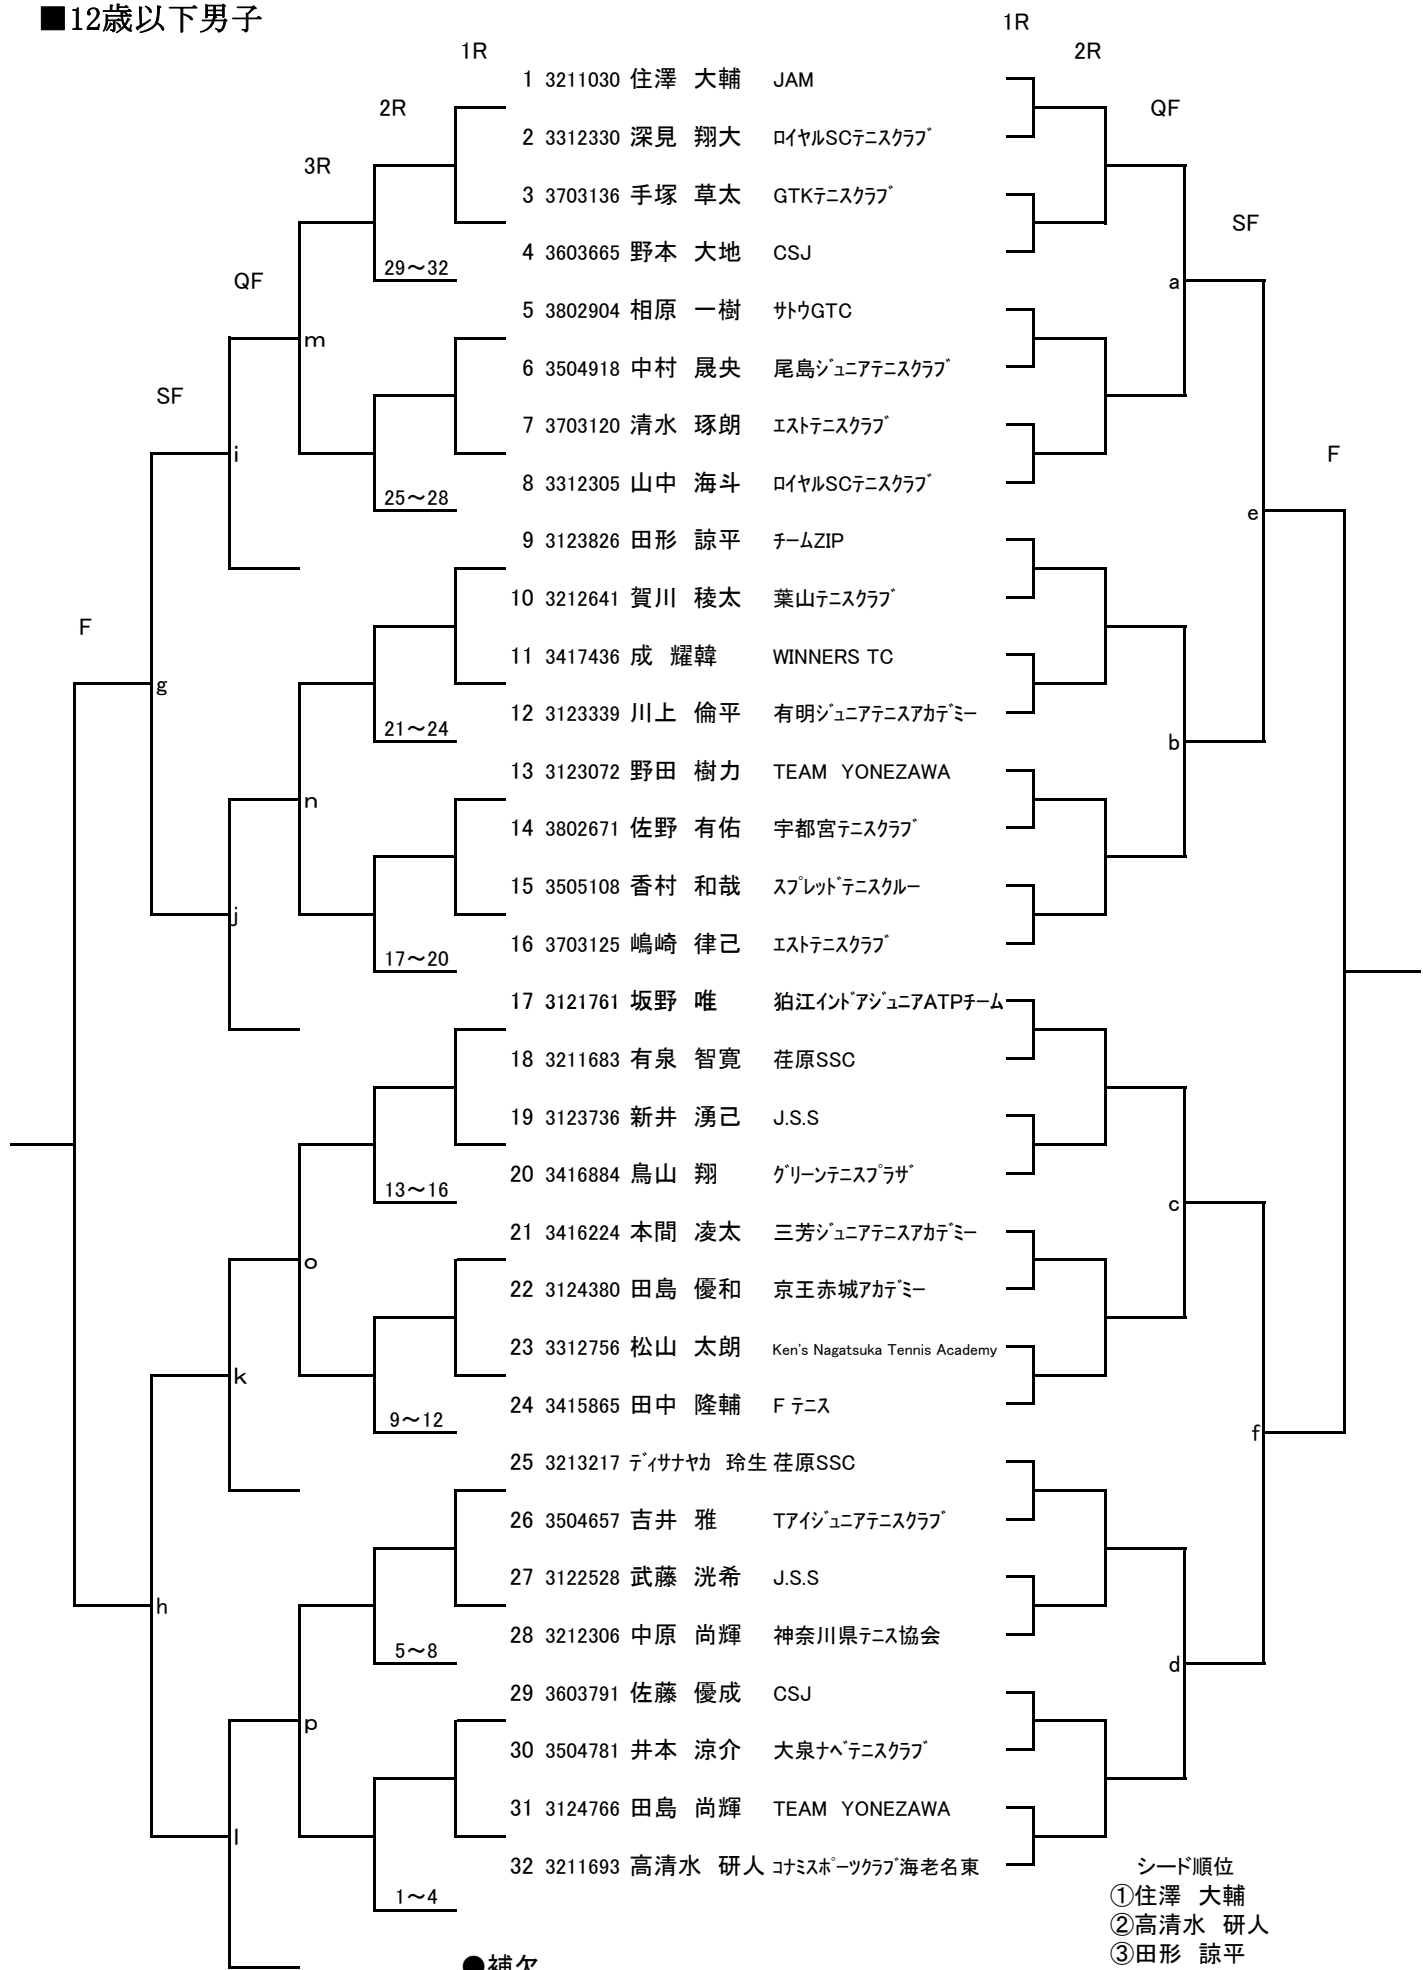 ■12歳以下男子
1R
1R
2R
1 3211030 住澤 大輔 JAM
2R
QF
2 3312330 深見 翔大 ﾛｲﾔﾙSCﾃﾆｽｸﾗﾌﾞ
3R
3 3703136 手塚 草太 GTKﾃﾆｽｸﾗﾌﾞ
SF
4 3603665 野本 大地 CSJ
29～32
QF
a
5 3802904 相原 一樹 ｻﾄｳGTC
m
6 3504918 中村 晟央 尾島ｼﾞｭﾆｱﾃﾆｽｸﾗﾌﾞ
SF
7 3703120 清水 琢朗 ｴｽﾄﾃﾆｽｸﾗﾌﾞ
i
F
8 3312305 山中 海斗 ﾛｲﾔﾙSCﾃﾆｽｸﾗﾌﾞ
25～28
e
9 3123826 田形 諒平 ﾁｰﾑZIP
10 3212641 賀川 稜太 葉山ﾃﾆｽｸﾗﾌﾞ
F
11 3417436 成 耀韓 WINNERS TC
g
12 3123339 川上 倫平 有明ｼﾞｭﾆｱﾃﾆｽｱｶﾃﾞﾐｰ
21～24
b
13 3123072 野田 樹力 TEAM YONEZAWA
n
14 3802671 佐野 有佑 宇都宮ﾃﾆｽｸﾗﾌﾞ
15 3505108 香村 和哉 ｽﾌﾟﾚｯﾄﾞﾃﾆｽｸﾙｰ
j
16 3703125 嶋崎 律己 ｴｽﾄﾃﾆｽｸﾗﾌﾞ
17～20
17 3121761 坂野 唯 狛江ｲﾝﾄﾞｱｼﾞｭﾆｱATPﾁｰﾑ
18 3211683 有泉 智寛 荏原SSC
19 3123736 新井 湧己 J.S.S
20 3416884 鳥山 翔 ｸﾞﾘｰﾝﾃﾆｽﾌﾟﾗｻﾞ
13～16
c
21 3416224 本間 凌太 三芳ｼﾞｭﾆｱﾃﾆｽｱｶﾃﾞﾐｰ
o
22 3124380 田島 優和 京王赤城ｱｶﾃﾞﾐｰ
23 3312756 松山 太朗 Ken's Nagatsuka Tennis Academy
k
24 3415865 田中 隆輔 F ﾃﾆｽ
9～12
f
25 3213217 ﾃﾞｨｻﾅﾔｶ 玲生 荏原SSC
26 3504657 吉井 雅 Tｱｲｼﾞｭﾆｱﾃﾆｽｸﾗﾌﾞ
27 3122528 武藤 洸希 J.S.S
h
28 3212306 中原 尚輝 神奈川県ﾃﾆｽ協会
5～8
d
29 3603791 佐藤 優成 CSJ
p
30 3504781 井本 涼介 大泉ﾅﾍﾞﾃﾆｽｸﾗﾌﾞ
31 3124766 田島 尚輝 TEAM YONEZAWA
l
32 3211693 高清水 研人 ｺﾅﾐｽﾎﾟｰﾂｸﾗﾌﾞ海老名東
シード順位
1～4
①住澤 大輔
②高清水 研人
③田形 諒平
●補欠